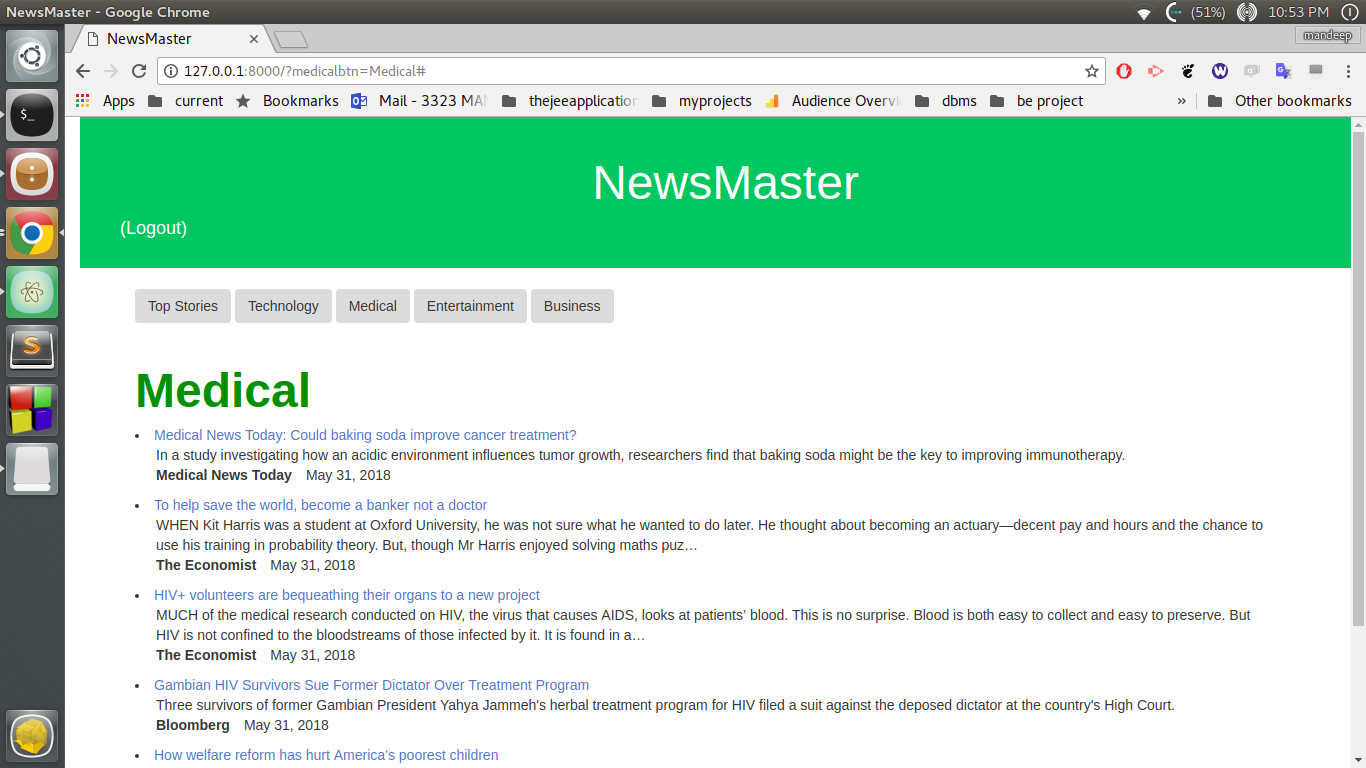 NewsMaster - Google Chrome (51%) 10:53 PM
NewsMaster mandeep
127.0.0.1:8000/?medicalbtn=Medical#
Apps current Bookmarks Mail - 3323 MAN thejeeapplication myprojects Audience Overvi dbms be project » Other bookmarks
NewsMaster
(Logout)
Top Stories Technology Medical Entertainment Business
Medical
• Medical News Today: Could baking soda improve cancer treatment?
In a study investigating how an acidic environment influences tumor growth, researchers find that baking soda might be the key to improving immunotherapy.
Medical News Today May 31, 2018
• To help save the world, become a banker not a doctor
WHEN Kit Harris was a student at Oxford University, he was not sure what he wanted to do later. He thought about becoming an actuary—decent pay and hours and the chance to
use his training in probability theory. But, though Mr Harris enjoyed solving maths puz…
The Economist May 31, 2018
• HIV+ volunteers are bequeathing their organs to a new project
MUCH of the medical research conducted on HIV, the virus that causes AIDS, looks at patients’ blood. This is no surprise. Blood is both easy to collect and easy to preserve. But
HIV is not confined to the bloodstreams of those infected by it. It is found in a…
The Economist May 31, 2018
• Gambian HIV Survivors Sue Former Dictator Over Treatment Program
Three survivors of former Gambian President Yahya Jammeh's herbal treatment program for HIV filed a suit against the deposed dictator at the country's High Court.
Bloomberg May 31, 2018
• How welfare reform has hurt America’s poorest children